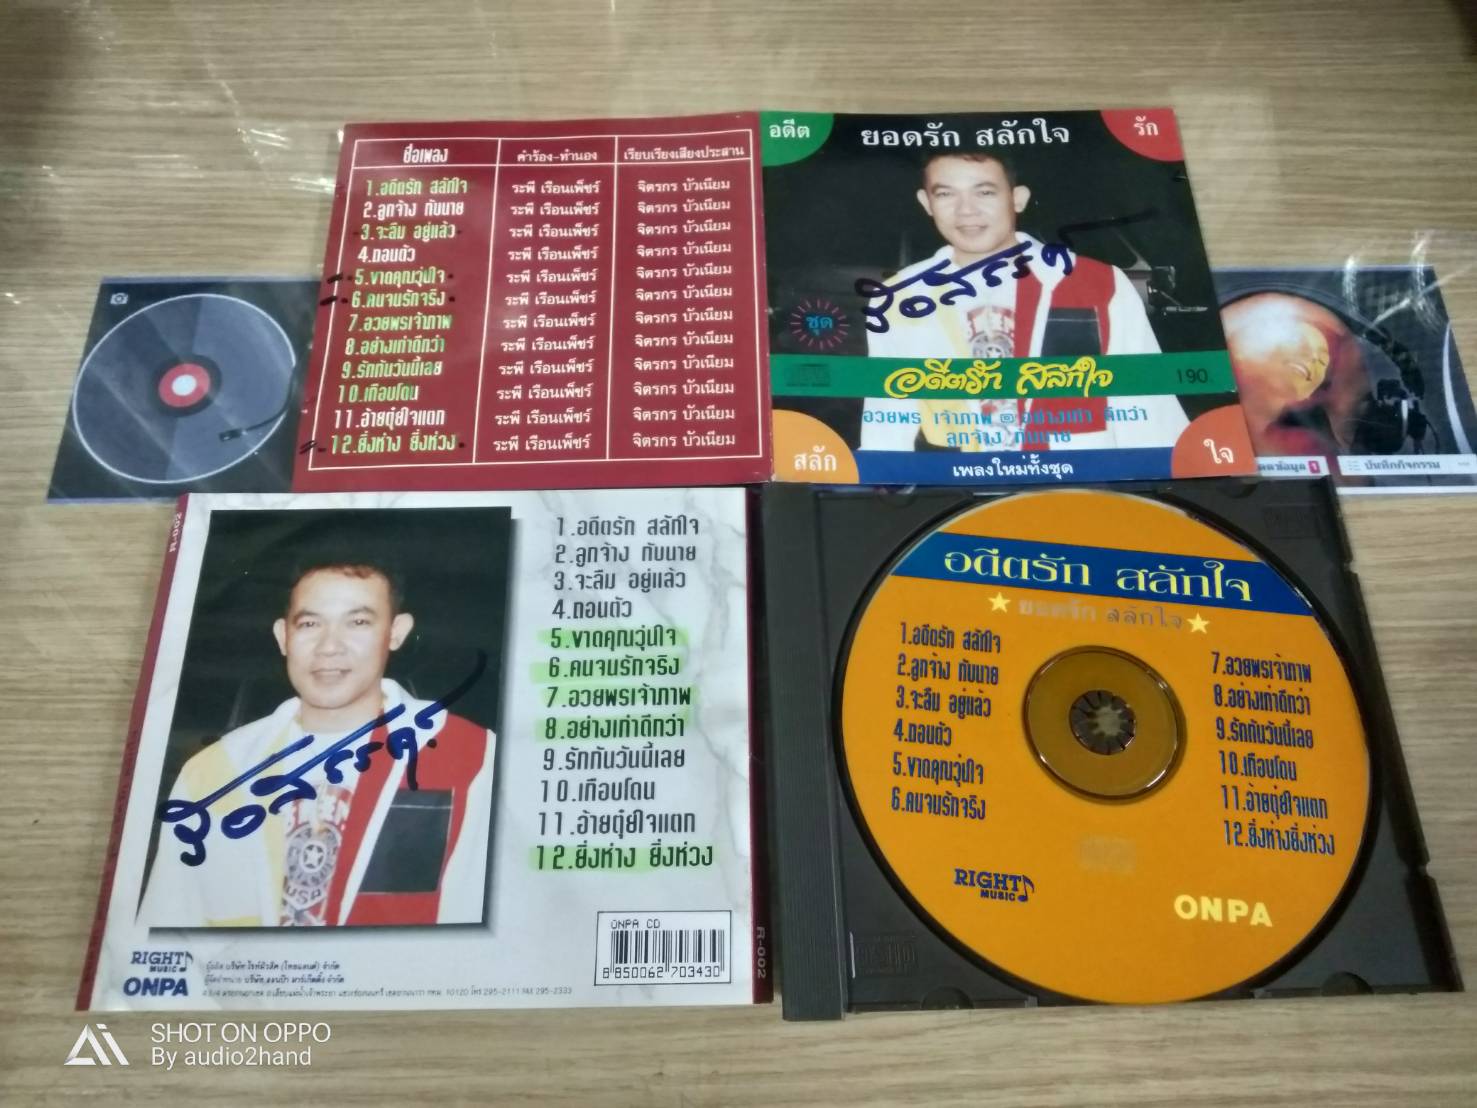 ชื่อเพลง คำร้อง-ทำนอง เรียบเรียงเสียงประสาน
1.อดีตรัก สลักใจ ระพี เรือนเพ็ชร์ จิตรกร บัวเนียม
2.ลูกจ้าง กับนาย ระพี เรือนเพ็ชร์ จิตรกร บัวเนียม
3.จะลืม อยู่แล้ว ระพี เรือนเพ็ชร์ จิตรกร บัวเนียม
4.ถอนตัว ระพี เรือนเพ็ชร์ จิตรกร บัวเนียม
5.ขาดคุณวุ่นใจ ระพี เรือนเพ็ชร์ จิตรกร บัวเนียม
6.คนจนรักจริง ระพี เรือนเพ็ชร์ จิตรกร บัวเนียม
7.อวยพรเจ้าภาพ ระพี เรือนเพ็ชร์ จิตรกร บัวเนียม
8.อย่างเก่าดีกว่า ระพี เรือนเพ็ชร์ จิตรกร บัวเนียม
9.รักกันวันนี้เลย ระพี เรือนเพ็ชร์ จิตรกร บัวเนียม
10.เกือบโดน ระพี เรือนเพ็ชร์ จิตรกร บัวเนียม
11.อ้ายตุ๋ยใจแตก ระพี เรือนเพ็ชร์ จิตรกร บัวเนียม
12.ยิ่งห่าง ยิ่งห่วง ระพี เรือนเพ็ชร์ จิตรกร บัวเนียม
อดีต
ยอดรัก สลักใจ
รัก
ชุด
อดีตรัก สลักใจ
190.
อวยพร เจ้าภาพ ๏ อย่างเก่า ดีกว่า
ลูกจ้าง กับนาย
สลัก
ใจ
เพลงใหม่ทั้งชุด
บันทึกกิจกรรม
R-002
1.อดีตรัก สลักใจ
2.ลูกจ้าง กับนาย
3.จะลืม อยู่แล้ว
4.ถอนตัว
5.ขาดคุณวุ่นใจ
6.คนจนรักจริง
7.อวยพรเจ้าภาพ
8.อย่างเก่าดีกว่า
9.รักกันวันนี้เลย
10.เกือบโดน
11.อ้ายตุ๋ยใจแตก
12.ยิ่งห่าง ยิ่งห่วง
RIGHT
MUSIC
ONPA
ONPA CD
8 850062 703430
R-002
อดีตรัก สลักใจ
ยอดรัก สลักใจ
1.อดีตรัก สลักใจ
2.ลูกจ้าง กับนาย
3.จะลืม อยู่แล้ว
4.ถอนตัว
5.ขาดคุณวุ่นใจ
6.คนจนรักจริง
7.อวยพรเจ้าภาพ
8.อย่างเก่าดีกว่า
9.รักกันวันนี้เลย
10.เกือบโดน
11.อ้ายตุ๋ยใจแตก
12.ยิ่งห่างยิ่งห่วง
RIGHT
MUSIC
ONPA
SHOT ON OPPO
By audio2hand